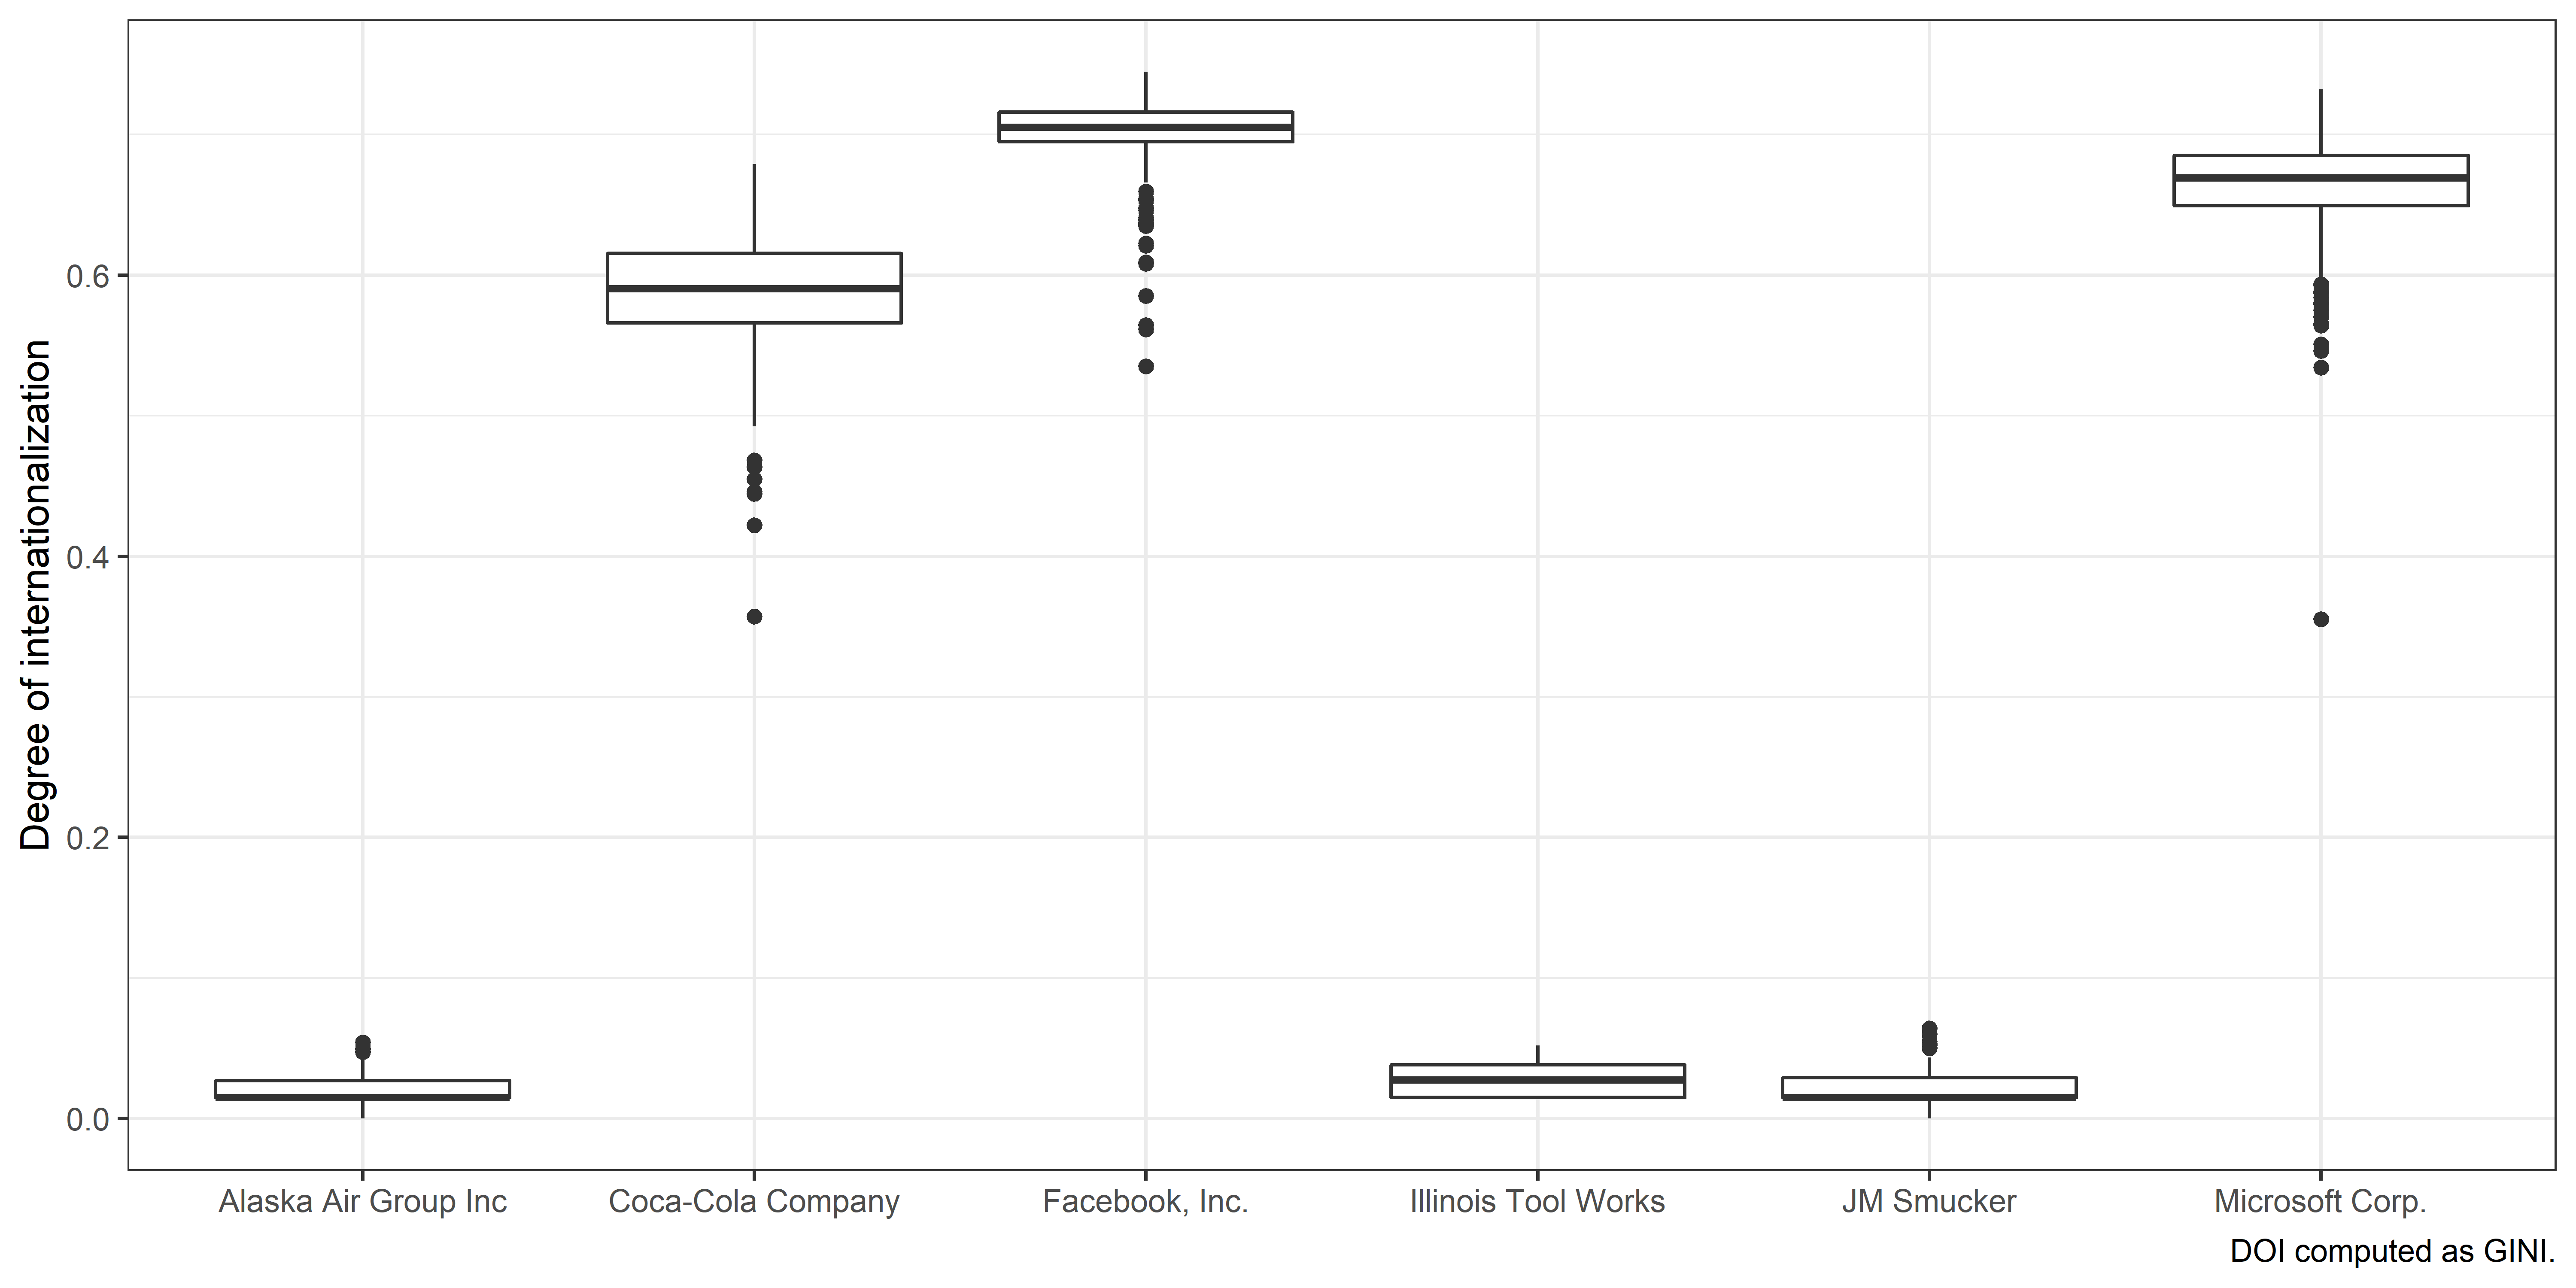 Degree of internationalization
0.6
0.4
0.2
0.0
Alaska Air Group Inc
Coca-Cola Company
Facebook, Inc.
Illinois Tool Works
JM Smucker
Microsoft Corp.
DOI computed as GINI.